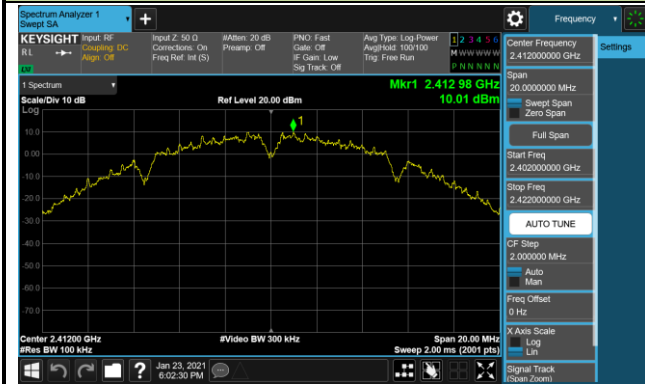 Spectrum Analyzer 1
Swept SA
+
Frequency
KEYSIGHT
RL
Input: RF
Coupling: DC
Align: Off
Input Z: 50 Ω
Corrections: On
Freq Ref: Int (S)
#Atten: 20 dB
Preamp: Off
PNO: Fast
Gate: Off
IF Gain: Low
Sig Track: Off
Avg Type: Log-Power
Avg|Hold: 100/100
Trig: Free Run
1 2 3 4 5 6
M W W W W W
P N N N N N
1 Spectrum
Scale/Div 10 dB
Log
Ref Level 20.00 dBm
Mkr1 2.412 98 GHz
10.01 dBm
1
10.0
0.00
-10.0
-20.0
-30.0
-40.0
-50.0
-60.0
-70.0
Center 2.41200 GHz
#Res BW 100 kHz
#Video BW 300 kHz
Span 20.00 MHz
Sweep 2.00 ms (2001 pts)
Jan 23, 2021
6:02:30 PM
Center Frequency
2.412000000 GHz
Span
20.0000000 MHz
Swept Span
Zero Span
Full Span
Start Freq
2.402000000 GHz
Stop Freq
2.422000000 GHz
AUTO TUNE
CF Step
2.000000 MHz
Auto
Man
Freq Offset
0 Hz
X Axis Scale
Log
Lin
Signal Track
(Span Zoom)
Settings